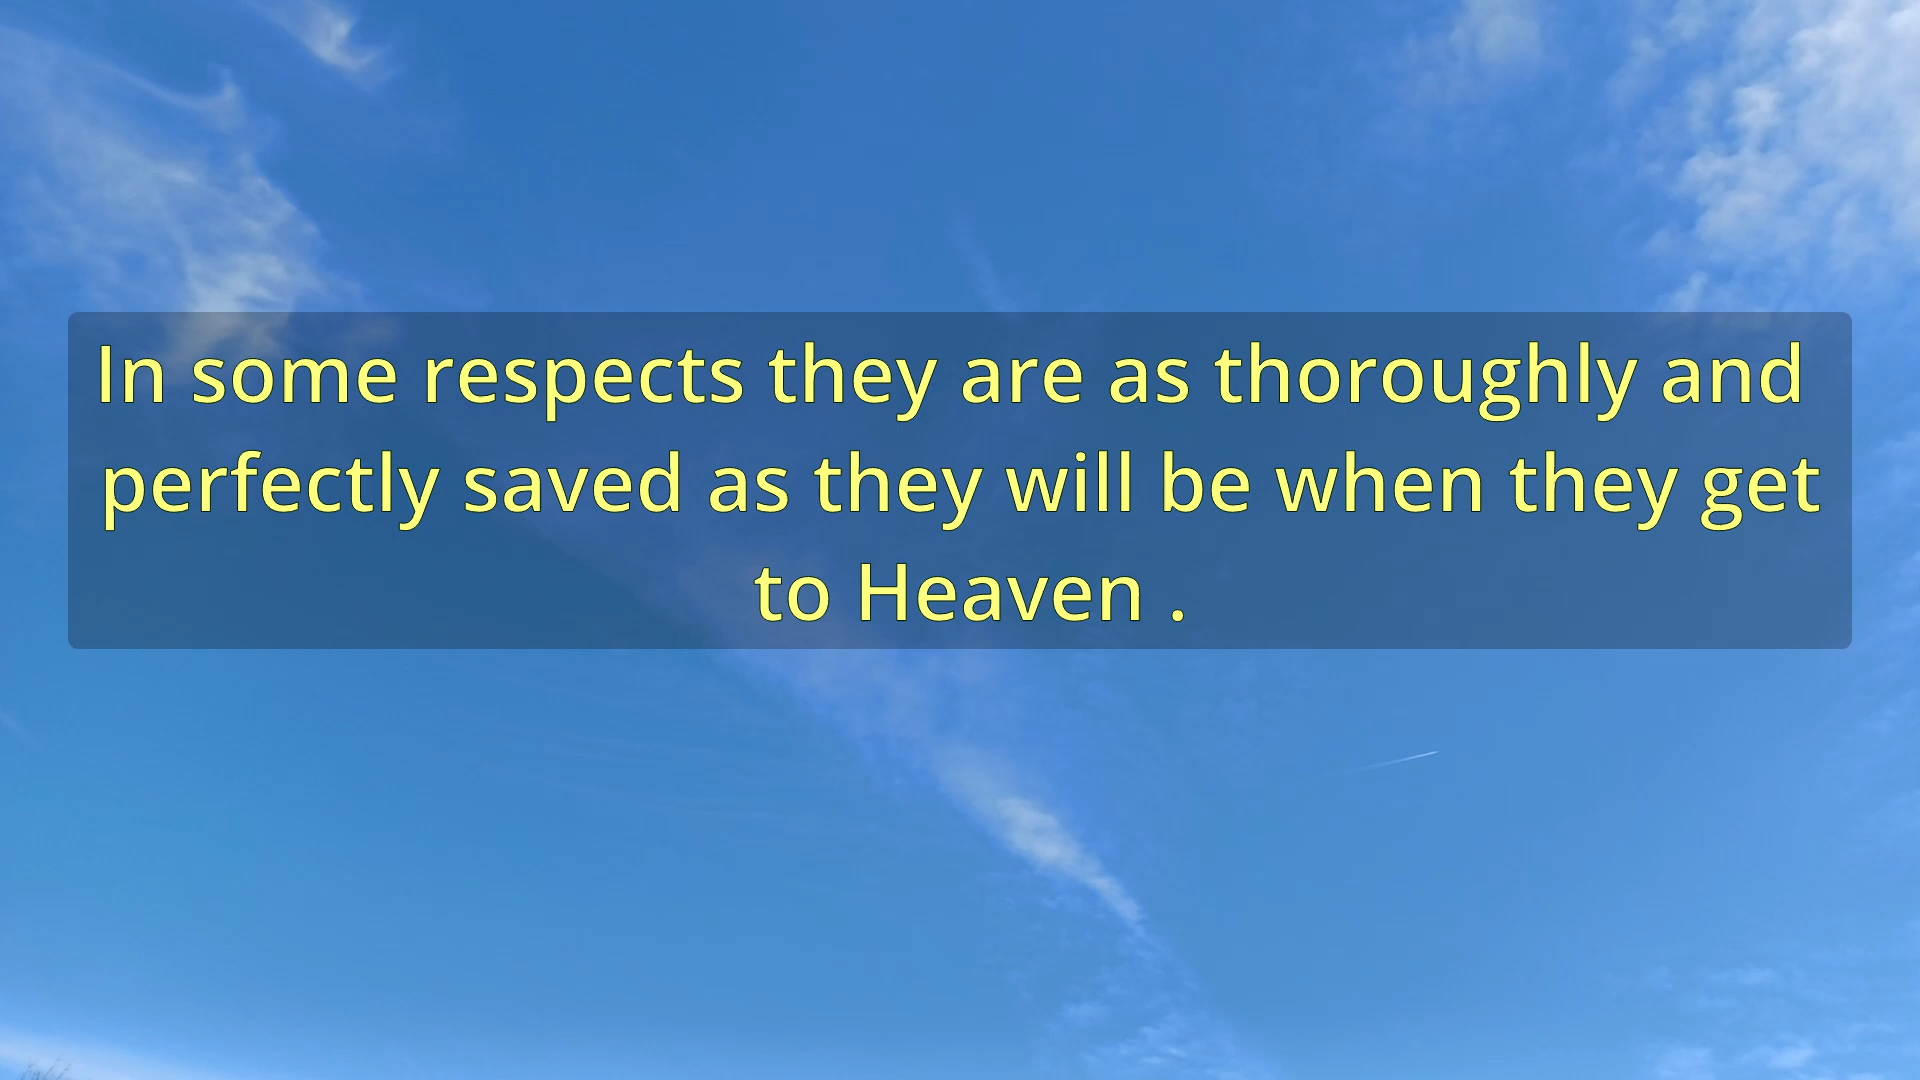 In some respects they are as thoroughly and
perfectly saved as they will be when they get
to Heaven .